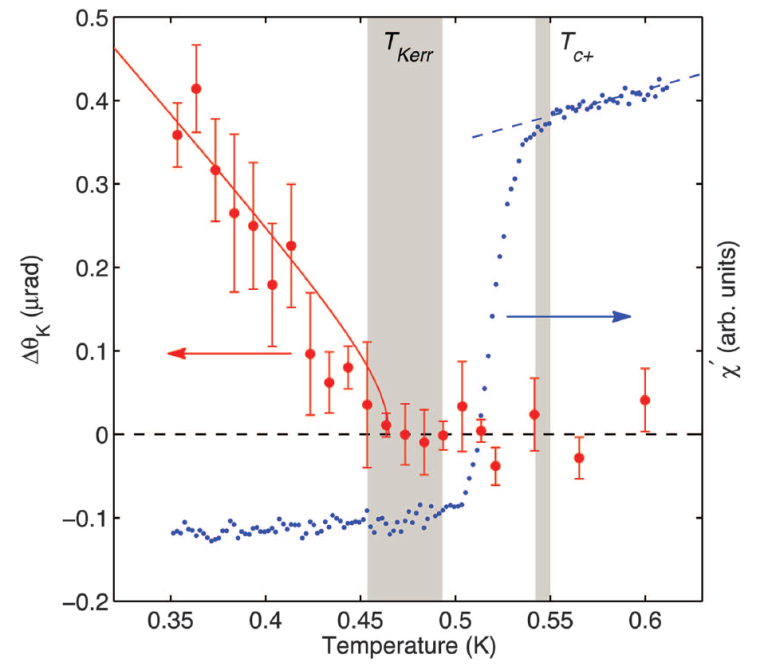 0.5
T_Kerr
T_c+
0.4
0.3
0.2
0.1
0
−0.1
−0.2
Δθ_K (μrad)
χ′ (arb. units)
0.35 0.4 0.45 0.5 0.55 0.6
Temperature (K)